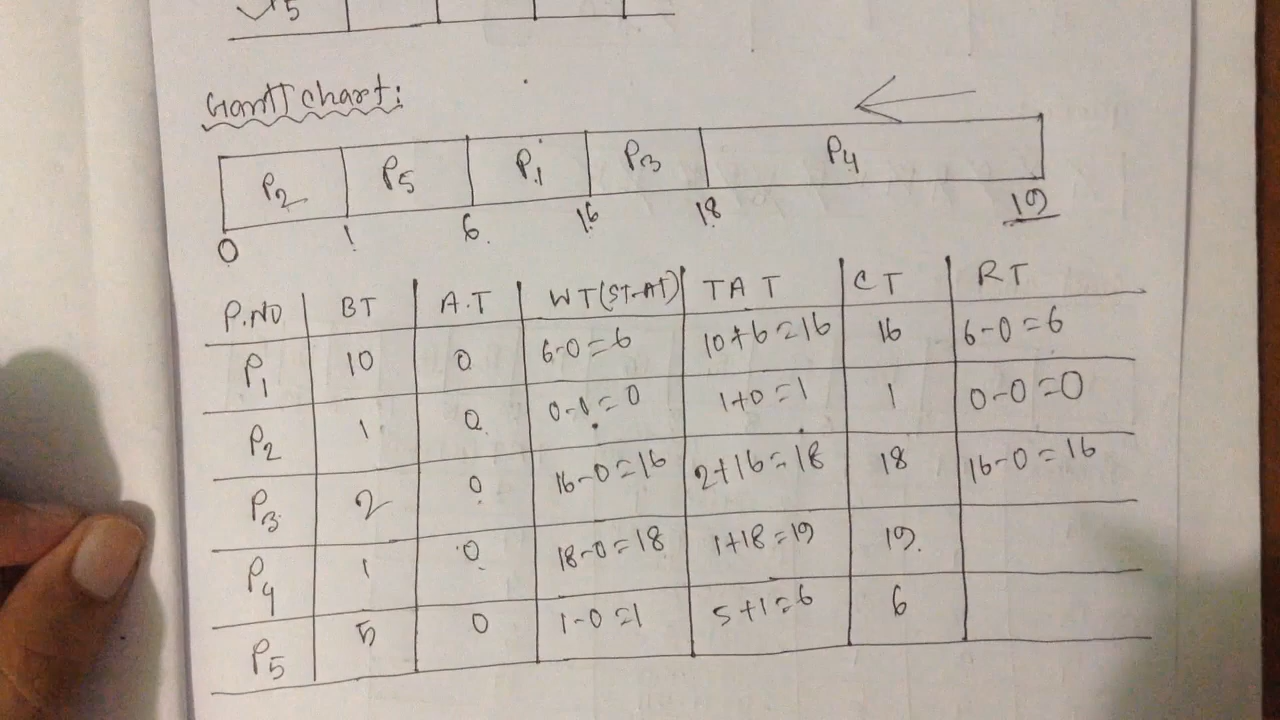 5
Gantt chart:
P2 P5 P1 P3 P4
0 1 6 16 18 19
P.NO BT A.T WT(ST-AT) TAT CT RT
P1 10 0 6-0=6 10+6=16 16 6-0=6
P2 1 0 0-0=0 1+0=1 1 0-0=0
P3 2 0 16-0=16 2+16=18 18 16-0=16
P4 1 0 18-0=18 1+18=19 19.
P5 5 0 1-0=1 5+1=6 6